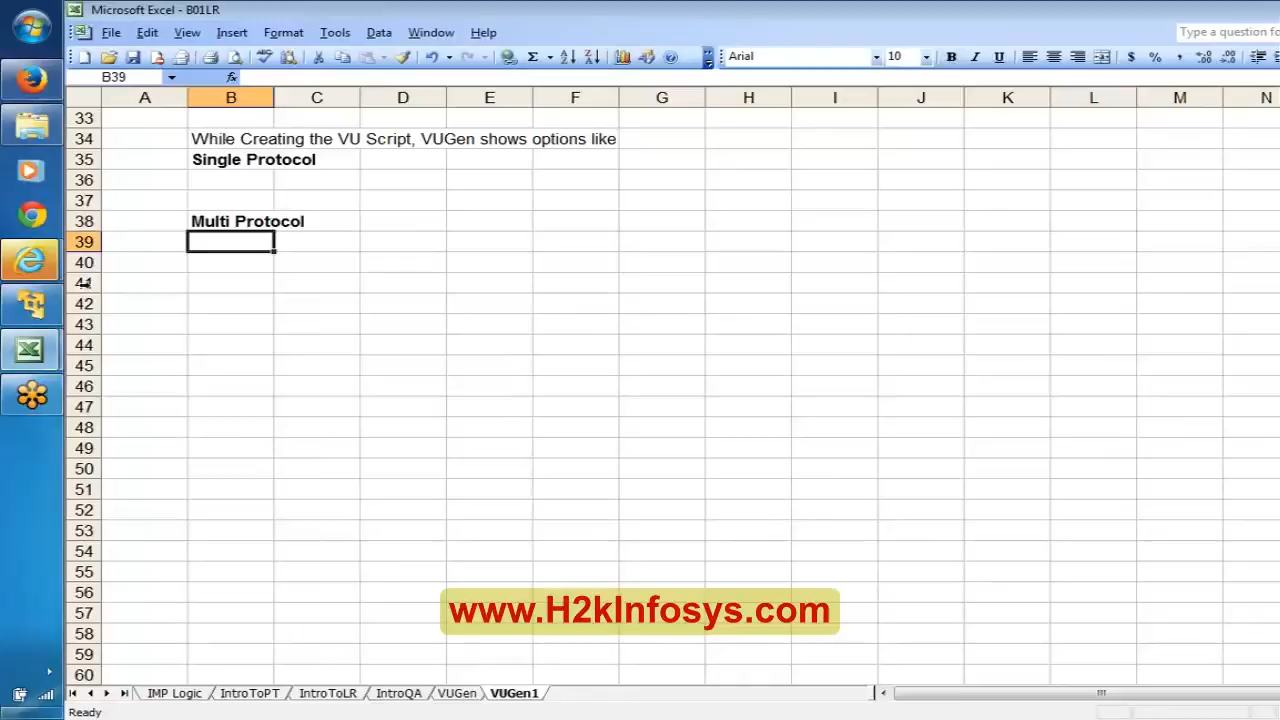 Microsoft Excel - B01LR
File Edit View Insert Format Tools Data Window Help
Type a question fo
Arial 10 B I U $ % ,
B39 fx
A B C D E F G H I J K L M N
33
34 While Creating the VU Script, VUGen shows options like
35 Single Protocol
36
37
38 Multi Protocol
39
40
41
42
43
44
45
46
47
48
49
50
51
52
53
54
55
56
57
www.H2kInfosys.com
58
59
60
IMP Logic IntroToPT IntroToLR IntroQA VUGen VUGen1
Ready